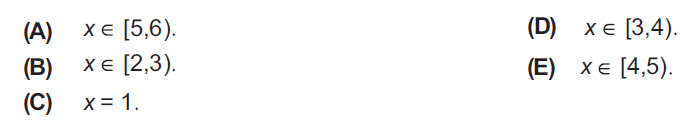 (A) x ∈ [5,6).
(B) x ∈ [2,3).
(C) x = 1.
(D) x ∈ [3,4).
(E) x ∈ [4,5).